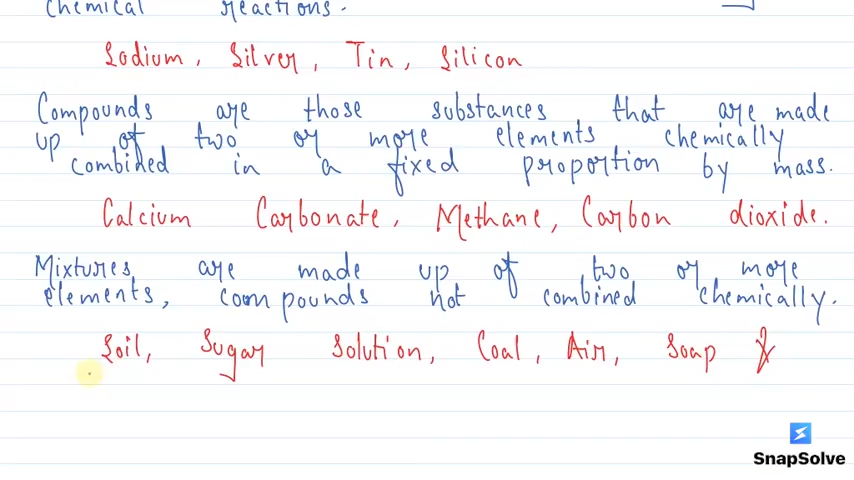 chemical reactions.
Sodium, Silver, Tin, Silicon
Compounds are those substances that are made
up of two or more elements chemically
combined in a fixed proportion by mass.
Calcium Carbonate, Methane, Carbon dioxide.
Mixtures are made up of two or more
elements, compounds not combined chemically.
Soil, Sugar Solution, Coal, Air, Soap &
SnapSolve